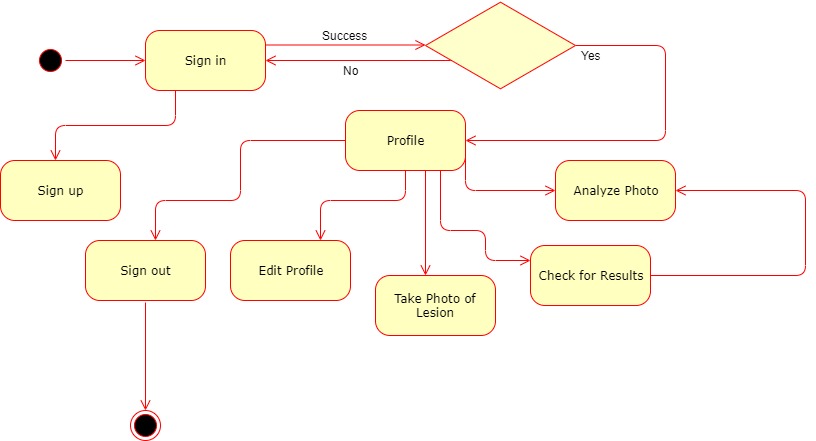 Success
Sign in
No
Yes
Profile
Sign up
Analyze Photo
Sign out
Edit Profile
Check for Results
Take Photo of
Lesion